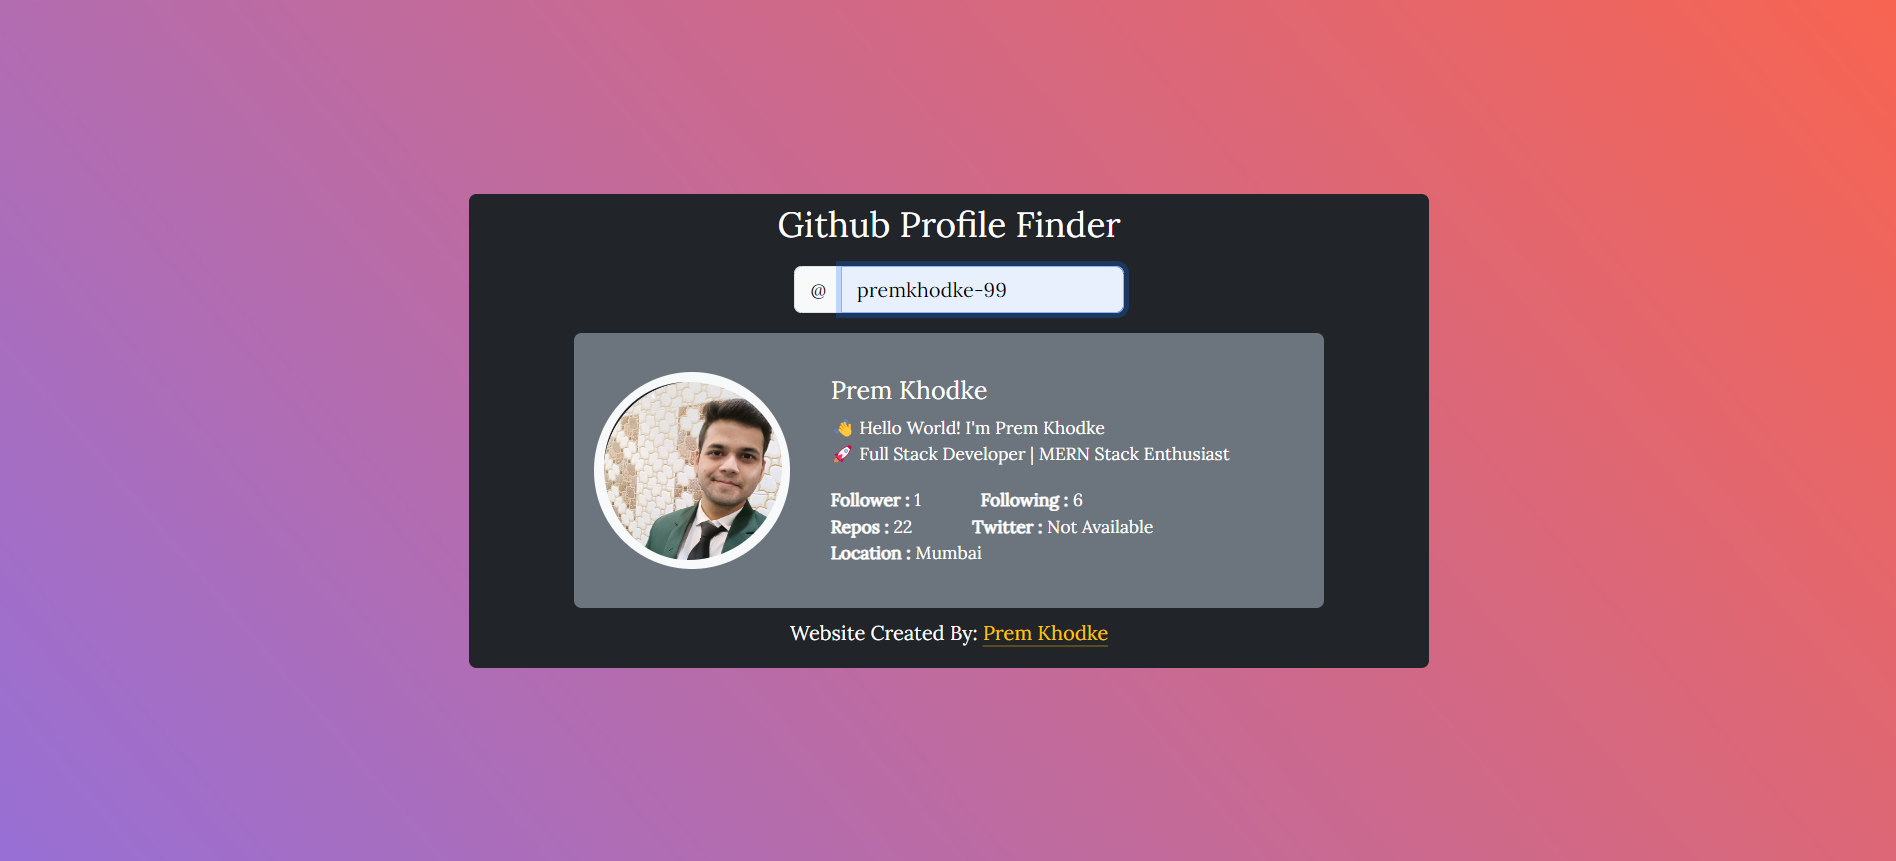 Github Profile Finder
@ premkhodke-99
Prem Khodke
👋 Hello World! I'm Prem Khodke
🚀 Full Stack Developer | MERN Stack Enthusiast
Follower : 1 Following : 6
Repos : 22 Twitter : Not Available
Location : Mumbai
Website Created By: Prem Khodke